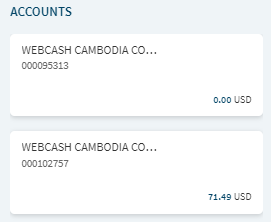 ACCOUNTS
WEBCASH CAMBODIA CO...
000095313
0.00 USD
WEBCASH CAMBODIA CO...
000102757
71.49 USD